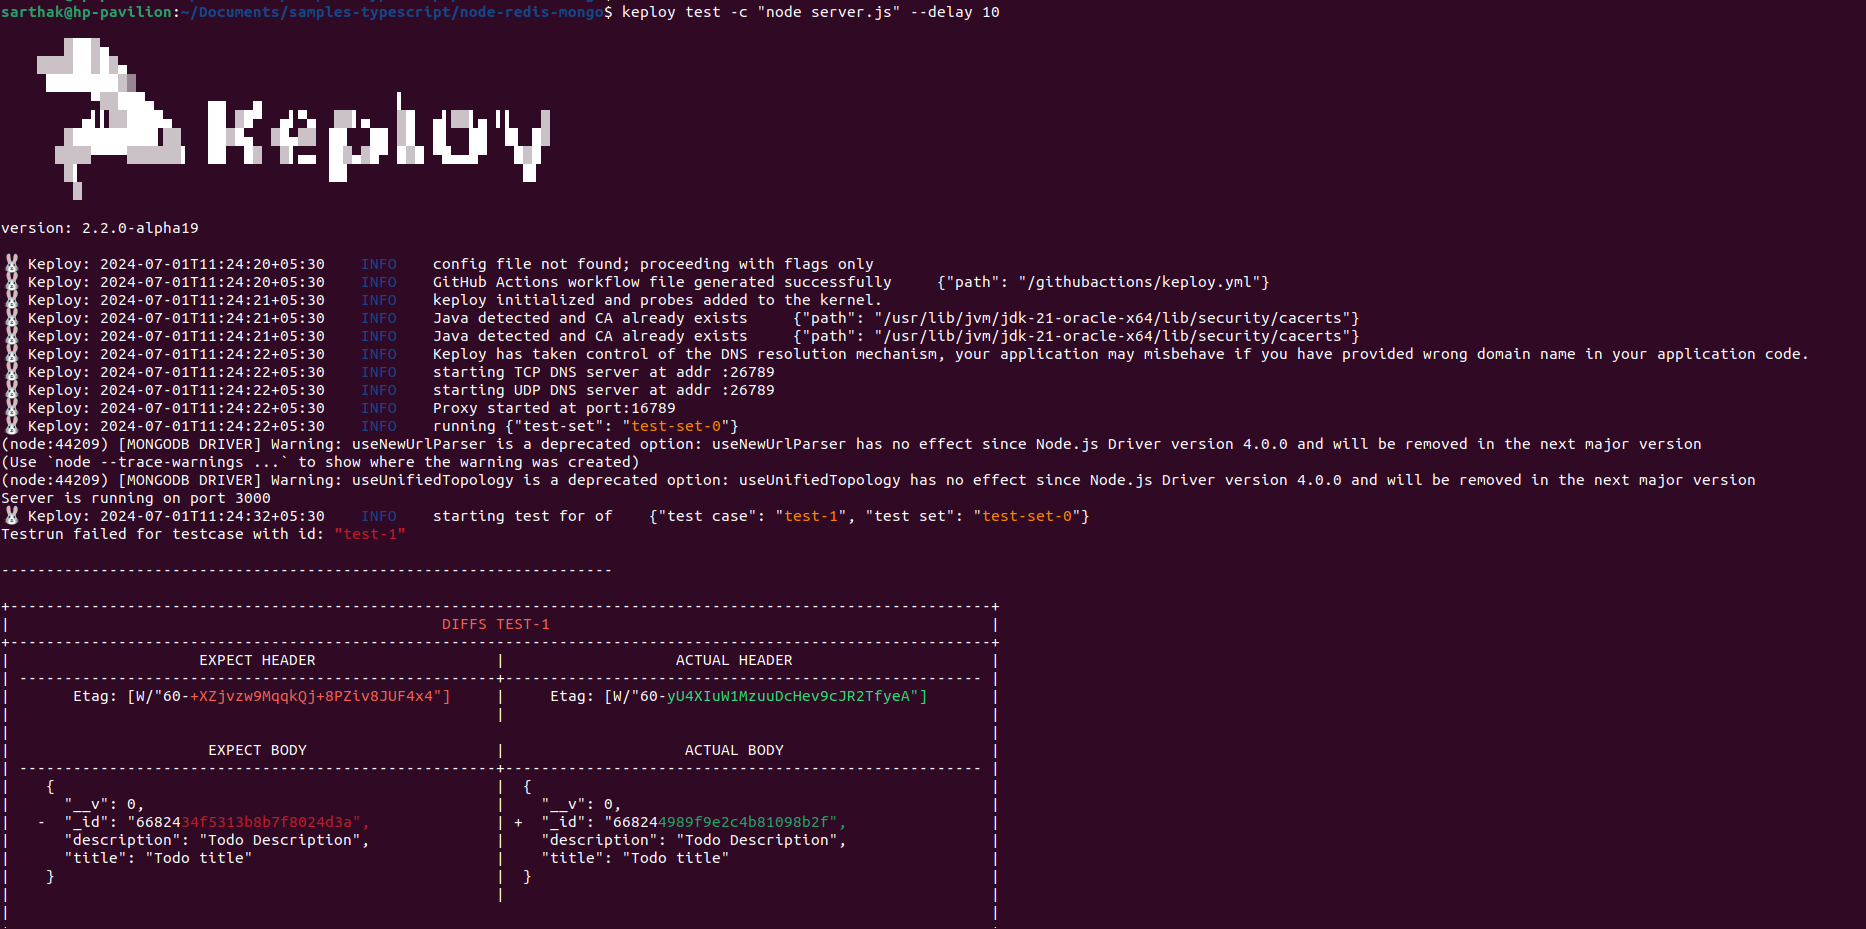 sarthak@hp-pavilion:~/Documents/samples-typescript/node-redis-mongo$ keploy test -c "node server.js" --delay 10
Keploy
version: 2.2.0-alpha19
🐰 Keploy: 2024-07-01T11:24:20+05:30    INFO    config file not found; proceeding with flags only
🐰 Keploy: 2024-07-01T11:24:20+05:30    INFO    GitHub Actions workflow file generated successfully     {"path": "/githubactions/keploy.yml"}
🐰 Keploy: 2024-07-01T11:24:21+05:30    INFO    keploy initialized and probes added to the kernel.
🐰 Keploy: 2024-07-01T11:24:21+05:30    INFO    Java detected and CA already exists     {"path": "/usr/lib/jvm/jdk-21-oracle-x64/lib/security/cacerts"}
🐰 Keploy: 2024-07-01T11:24:21+05:30    INFO    Java detected and CA already exists     {"path": "/usr/lib/jvm/jdk-21-oracle-x64/lib/security/cacerts"}
🐰 Keploy: 2024-07-01T11:24:22+05:30    INFO    Keploy has taken control of the DNS resolution mechanism, your application may misbehave if you have provided wrong domain name in your application code.
🐰 Keploy: 2024-07-01T11:24:22+05:30    INFO    starting TCP DNS server at addr :26789
🐰 Keploy: 2024-07-01T11:24:22+05:30    INFO    starting UDP DNS server at addr :26789
🐰 Keploy: 2024-07-01T11:24:22+05:30    INFO    Proxy started at port:16789
🐰 Keploy: 2024-07-01T11:24:22+05:30    INFO    running {"test-set": "test-set-0"}
(node:44209) [MONGODB DRIVER] Warning: useNewUrlParser is a deprecated option: useNewUrlParser has no effect since Node.js Driver version 4.0.0 and will be removed in the next major version
(Use `node --trace-warnings ...` to show where the warning was created)
(node:44209) [MONGODB DRIVER] Warning: useUnifiedTopology is a deprecated option: useUnifiedTopology has no effect since Node.js Driver version 4.0.0 and will be removed in the next major version
Server is running on port 3000
🐰 Keploy: 2024-07-01T11:24:32+05:30    INFO    starting test for of    {"test case": "test-1", "test set": "test-set-0"}
Testrun failed for testcase with id: "test-1"
DIFFS TEST-1
EXPECT HEADER | ACTUAL HEADER
Etag: [W/"60-+XZjvzw9MqqkQj+8PZiv8JUF4x4"] | Etag: [W/"60-yU4XIuW1MzuuDcHev9cJR2TfyeA"]
EXPECT BODY | ACTUAL BODY
{ | {
"__v": 0, | "__v": 0,
- "_id": "6682434f5313b8b7f8024d3a", | + "_id": "668244989f9e2c4b81098b2f",
"description": "Todo Description", | "description": "Todo Description",
"title": "Todo title" | "title": "Todo title"
} | }